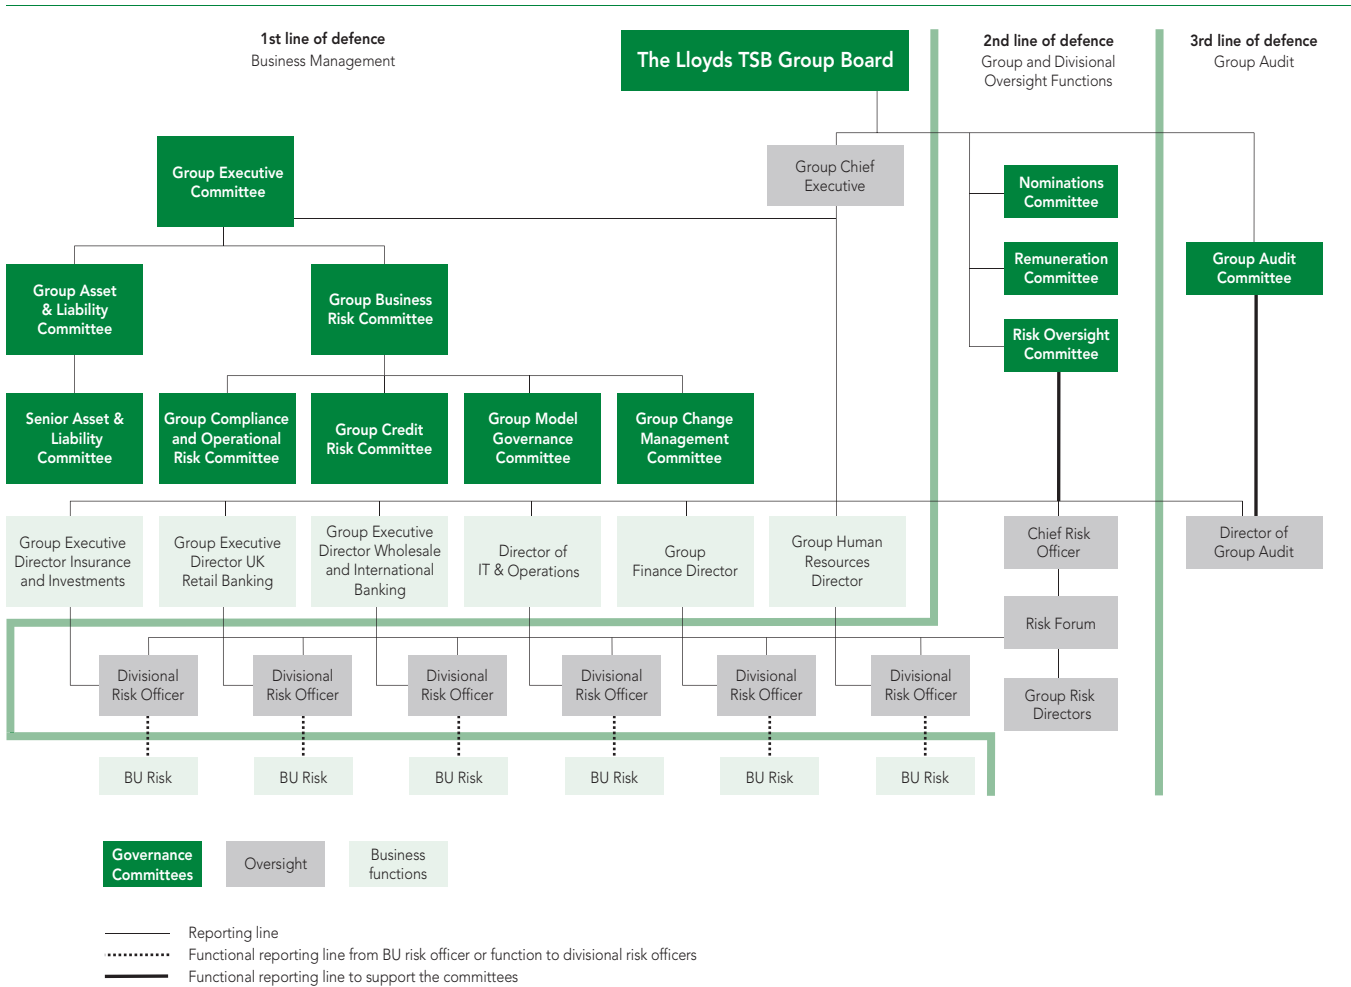 1st line of defence
Business Management
The Lloyds TSB Group Board
2nd line of defence
Group and Divisional
Oversight Functions
3rd line of defence
Group Audit
Group Executive
Committee
Group Chief
Executive
Nominations
Committee
Remuneration
Committee
Group Audit
Committee
Group Asset
& Liability
Committee
Group Business
Risk Committee
Risk Oversight
Committee
Senior Asset &
Liability
Committee
Group Compliance
and Operational
Risk Committee
Group Credit
Risk Committee
Group Model
Governance
Committee
Group Change
Management
Committee
Group Executive
Director Insurance
and Investments
Group Executive
Director UK
Retail Banking
Group Executive
Director Wholesale
and International
Banking
Director of
IT & Operations
Group
Finance Director
Group Human
Resources
Director
Chief Risk
Officer
Director of
Group Audit
Risk Forum
Divisional
Risk Officer
Divisional
Risk Officer
Divisional
Risk Officer
Divisional
Risk Officer
Divisional
Risk Officer
Divisional
Risk Officer
Group Risk
Directors
BU Risk
BU Risk
BU Risk
BU Risk
BU Risk
BU Risk
Governance
Committees
Oversight
Business
functions
Reporting line
Functional reporting line from BU risk officer or function to divisional risk officers
Functional reporting line to support the committees